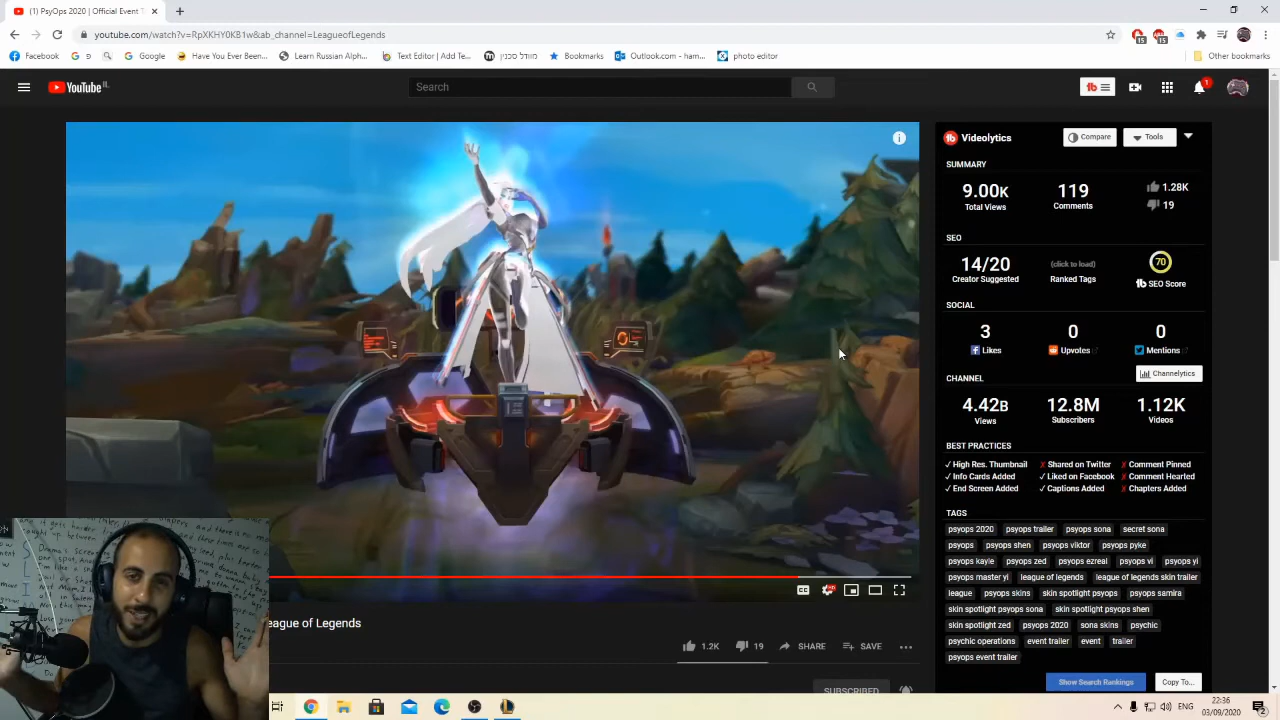 (1) PsyOps 2020 | Official Event T
youtube.com/watch?v=RpXKHY0KB1w&ab_channel=LeagueofLegends
Facebook
פ
Google
Have You Ever Been...
Learn Russian Alpha...
Text Editor | Add Te...
Bookmarks
Outlook.com - ham...
photo editor
Other bookmarks
YouTube IL
Search
1
Videolytics
Compare
Tools
SUMMARY
9.00K
119
1.28K
Total Views
Comments
19
SEO
14/20
(click to load)
70
Creator Suggested
Ranked Tags
SEO Score
SOCIAL
3
0
0
Likes
Upvotes
Mentions
CHANNEL
Channelytics
4.42B
12.8M
1.12K
Views
Subscribers
Videos
BEST PRACTICES
✓ High Res. Thumbnail ✗ Shared on Twitter ✗ Comment Pinned
✓ Info Cards Added ✓ Liked on Facebook ✗ Comment Hearted
✓ End Screen Added ✓ Captions Added ✗ Chapters Added
TAGS
psyops 2020 psyops trailer psyops sona secret sona
psyops psyops shen psyops viktor psyops pyke
psyops kayle psyops zed psyops ezreal psyops vi psyops yi
psyops master yi league of legends league of legends skin trailer
league psyops skins skin spotlight psyops psyops samira
skin spotlight psyops sona skin spotlight psyops shen
skin spotlight zed psyops 2020 sona skins psychic
psychic operations event trailer event trailer
psyops event trailer
Show Search Rankings
Copy To...
eague of Legends
1.2K
19
SHARE
SAVE
SUBSCRIBED
ENG
22:36
03/09/2020
2